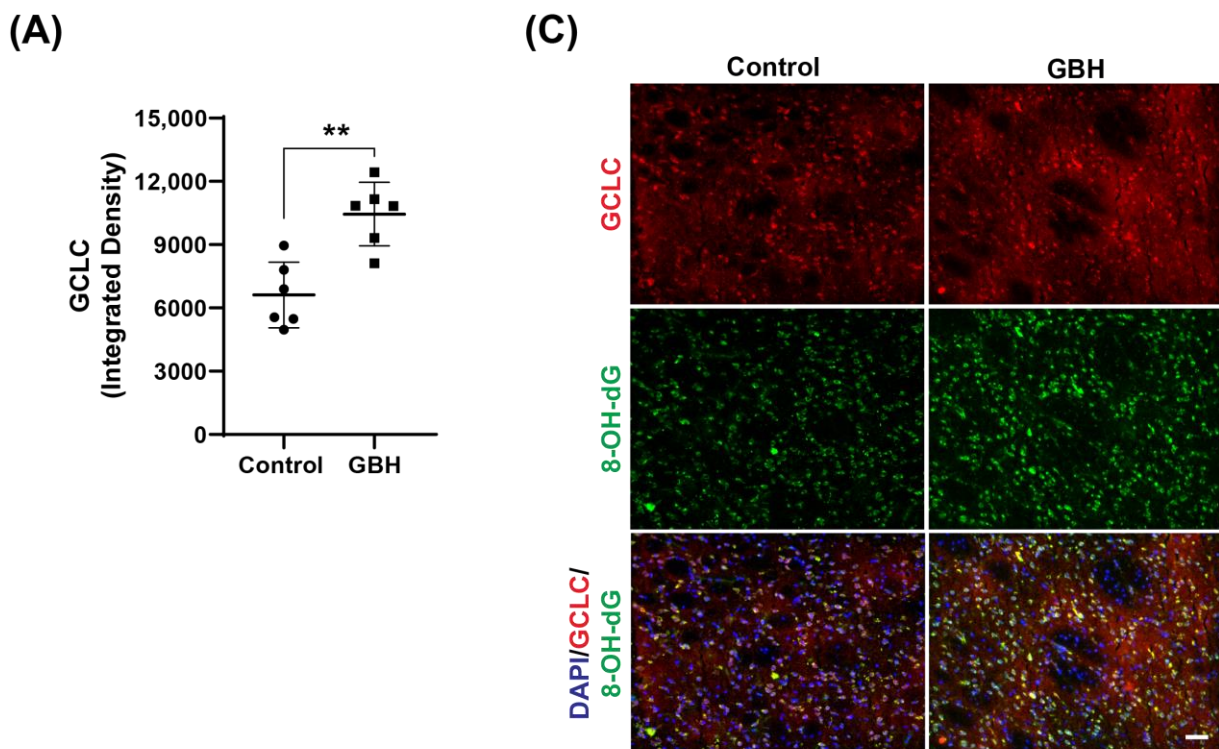 (A)
(C)
15,000
12,000
9000
6000
3000
0
GCLC
(Integrated Density)
**
Control
GBH
Control
GBH
GCLC
8-OH-dG
DAPI/GCLC/
8-OH-dG